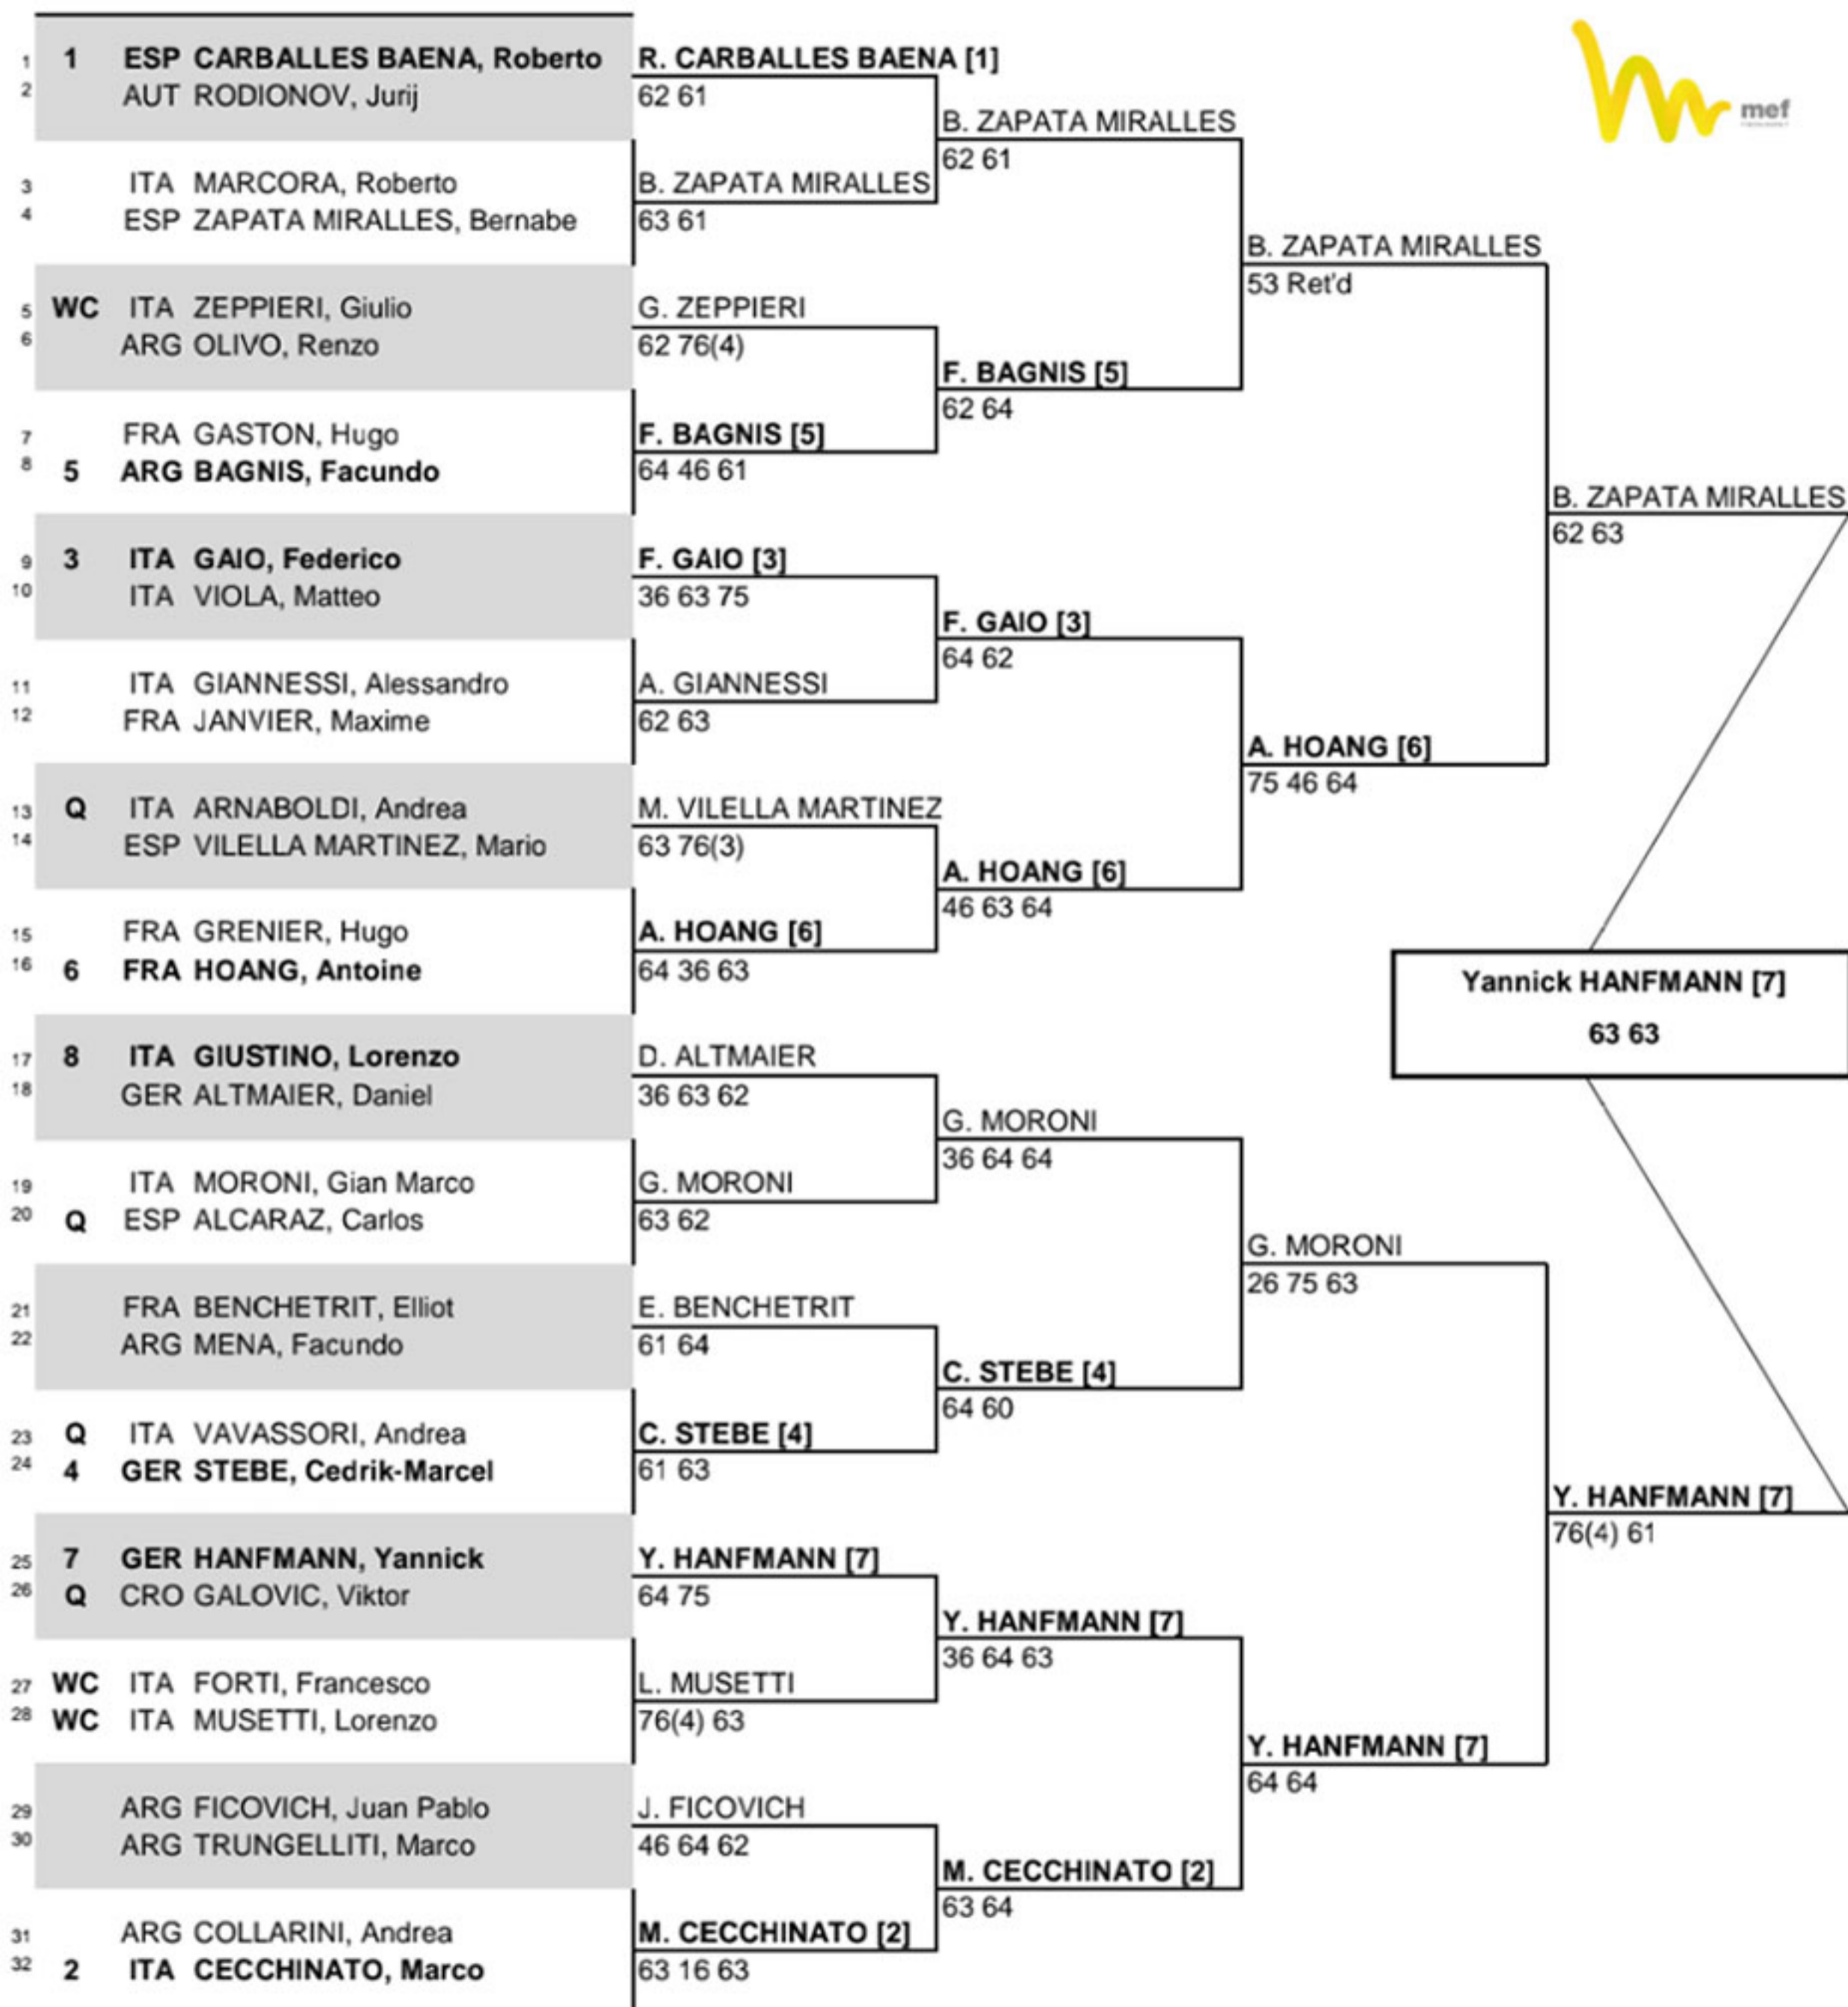 1 1 ESP CARBALLES BAENA, Roberto
2 AUT RODIONOV, Jurij
3 ITA MARCORA, Roberto
4 ESP ZAPATA MIRALLES, Bernabe
5 WC ITA ZEPPIERI, Giulio
6 ARG OLIVO, Renzo
7 FRA GASTON, Hugo
8 5 ARG BAGNIS, Facundo
9 3 ITA GAIO, Federico
10 ITA VIOLA, Matteo
11 ITA GIANNESSI, Alessandro
12 FRA JANVIER, Maxime
13 Q ITA ARNABOLDI, Andrea
14 ESP VILELLA MARTINEZ, Mario
15 FRA GRENIER, Hugo
16 6 FRA HOANG, Antoine
17 8 ITA GIUSTINO, Lorenzo
18 GER ALTMAIER, Daniel
19 ITA MORONI, Gian Marco
20 Q ESP ALCARAZ, Carlos
21 FRA BENCHETRIT, Elliot
22 ARG MENA, Facundo
23 Q ITA VAVASSORI, Andrea
24 4 GER STEBE, Cedrik-Marcel
25 7 GER HANFMANN, Yannick
26 Q CRO GALOVIC, Viktor
27 WC ITA FORTI, Francesco
28 WC ITA MUSETTI, Lorenzo
29 ARG FICOVICH, Juan Pablo
30 ARG TRUNGELLITI, Marco
31 ARG COLLARINI, Andrea
32 2 ITA CECCHINATO, Marco
R. CARBALLES BAENA [1]
62 61
B. ZAPATA MIRALLES
63 61
G. ZEPPIERI
62 76(4)
F. BAGNIS [5]
64 46 61
F. GAIO [3]
36 63 75
A. GIANNESSI
62 63
M. VILELLA MARTINEZ
63 76(3)
A. HOANG [6]
64 36 63
D. ALTMAIER
36 63 62
G. MORONI
63 62
E. BENCHETRIT
61 64
C. STEBE [4]
61 63
Y. HANFMANN [7]
64 75
L. MUSETTI
76(4) 63
J. FICOVICH
46 64 62
M. CECCHINATO [2]
63 16 63
B. ZAPATA MIRALLES
62 61
F. BAGNIS [5]
62 64
F. GAIO [3]
64 62
A. HOANG [6]
46 63 64
G. MORONI
36 64 64
C. STEBE [4]
64 60
Y. HANFMANN [7]
36 64 63
M. CECCHINATO [2]
63 64
B. ZAPATA MIRALLES
53 Ret'd
A. HOANG [6]
75 46 64
G. MORONI
26 75 63
Y. HANFMANN [7]
64 64
B. ZAPATA MIRALLES
62 63
Y. HANFMANN [7]
76(4) 61
Yannick HANFMANN [7]
63 63
mef